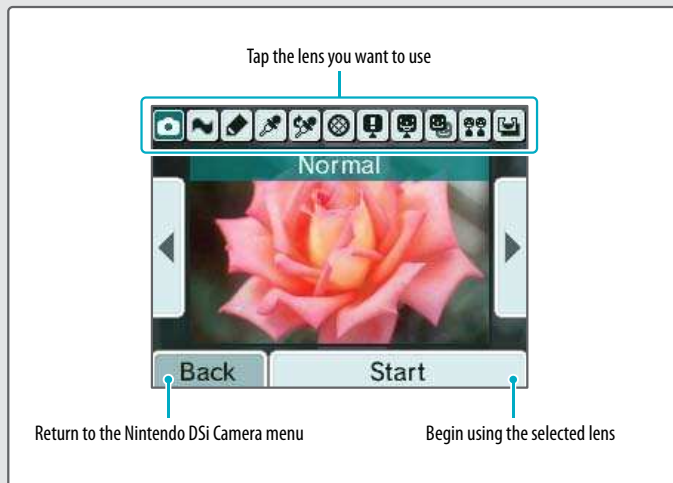 Tap the lens you want to use
Normal
Back
Start
Return to the Nintendo DSi Camera menu
Begin using the selected lens